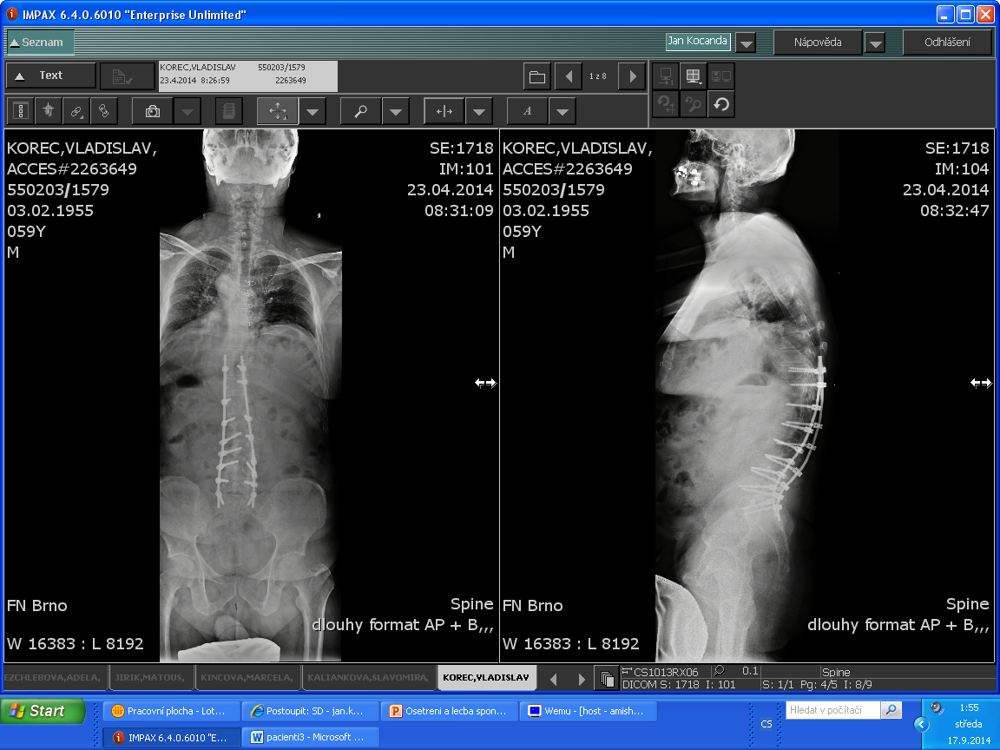 IMPAX 6.4.0.6010 "Enterprise Unlimited"
Seznam
Jan Kocanda
Nápověda
Odhlášení
Text
KOREC,VLADISLAV 550203/1579
23.4.2014 8:26:59 2263649
1 z 8
A
KOREC,VLADISLAV,
ACCES#2263649
550203/1579
03.02.1955
059Y
M
SE:1718
IM:101
23.04.2014
08:31:09
FN Brno
W 16383 : L 8192
Spine
dlouhy format AP + B,,,
KOREC,VLADISLAV,
ACCES#2263649
550203/1579
03.02.1955
059Y
M
SE:1718
IM:104
23.04.2014
08:32:47
FN Brno
W 16383 : L 8192
Spine
dlouhy format AP + B,,,
EZCHLEBOVA,ADELA,
JIRIK,MATOUS,
KINCOVA,MARCELA,
KALIANKOVA,SLAVOMIRA,
KOREC,VLADISLAV
CS1013RX06 0.1 Spine
DICOM S: 1718 I: 101 S: 1/1 Pg: 4/5 I: 8/9
Start
Pracovní plocha - Lot...
Postoupit: SD - jan.k...
Osetreni a lecba spon...
Wemu - [host - amish...
IMPAX 6.4.0.6010 "E...
pacienti3 - Microsoft ...
CS
Hledat v počítači
1:55
středa
17.9.2014